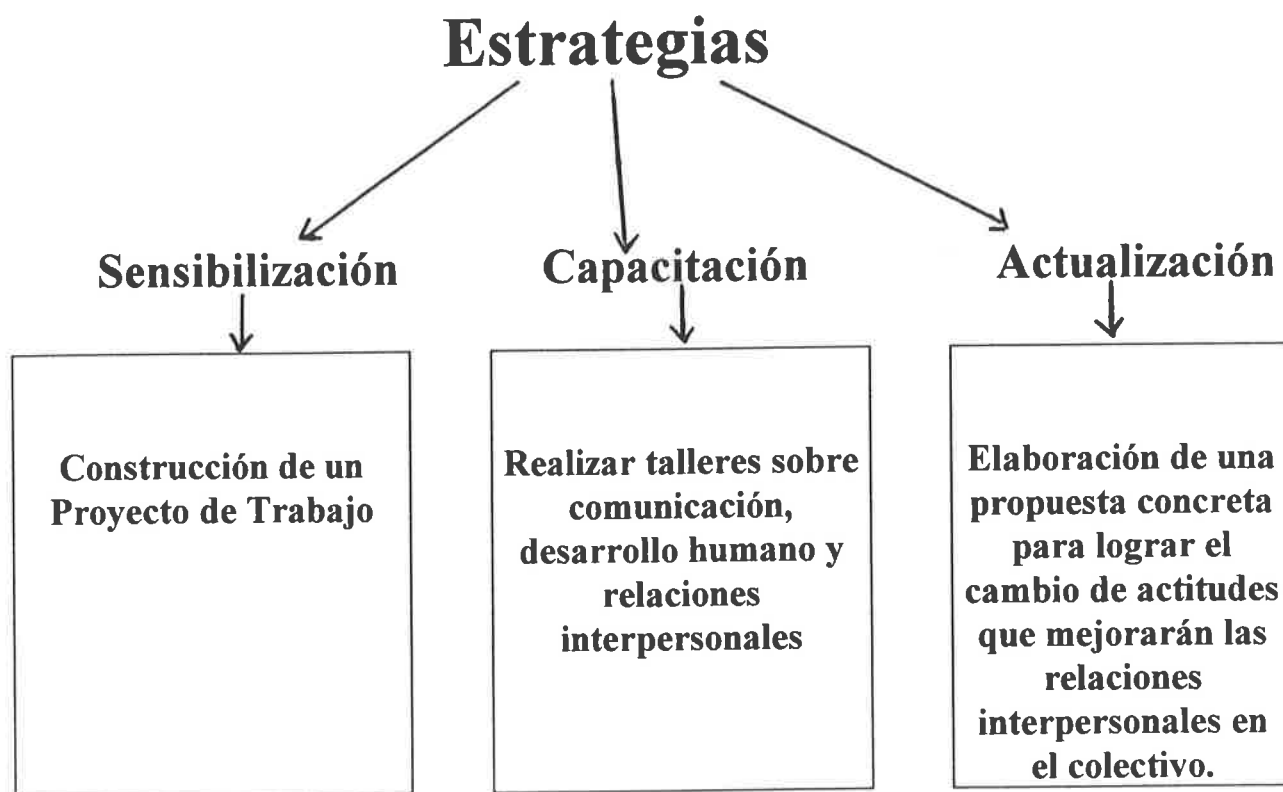 Estrategias
Sensibilización
Capacitación
Actualización
Construcción de un
Proyecto de Trabajo
Realizar talleres sobre
comunicación,
desarrollo humano y
relaciones
interpersonales
Elaboración de una
propuesta concreta
para lograr el
cambio de actitudes
que mejorarán las
relaciones
interpersonales en
el colectivo.